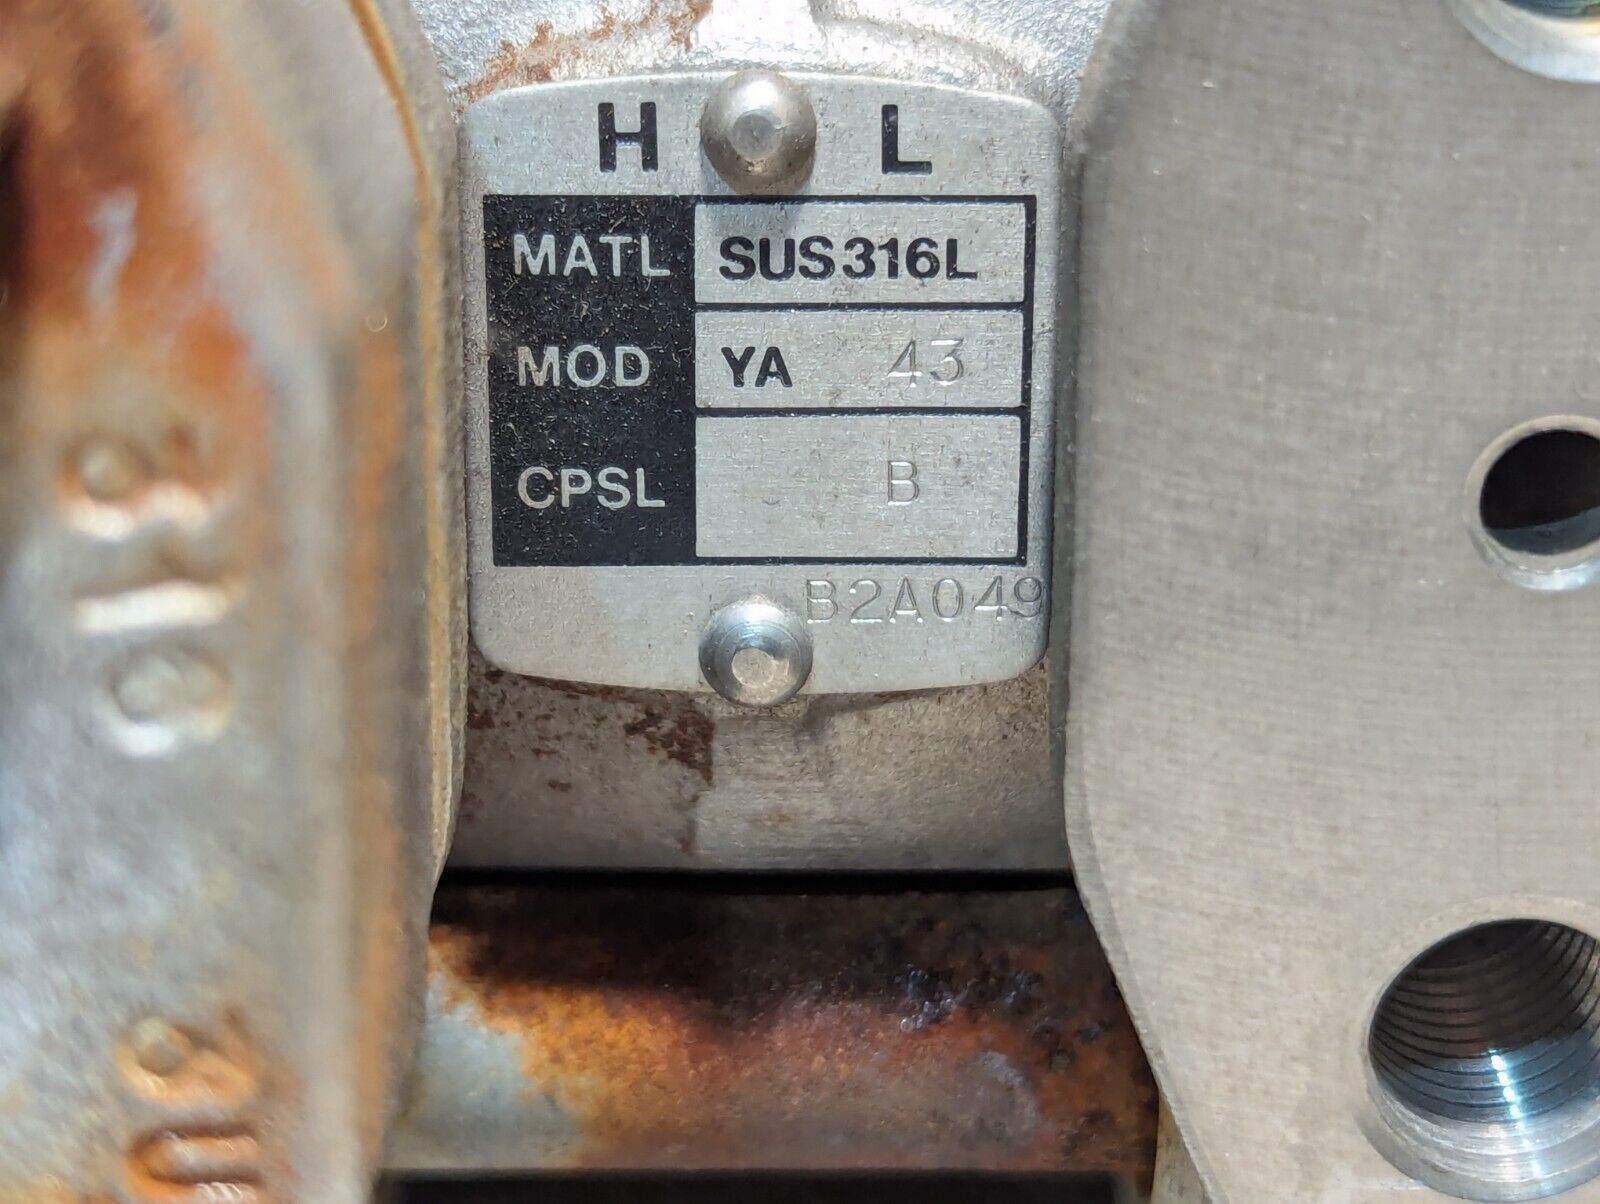 H L
MATL SUS316L
MOD YA 43
CPSL B
B2A049